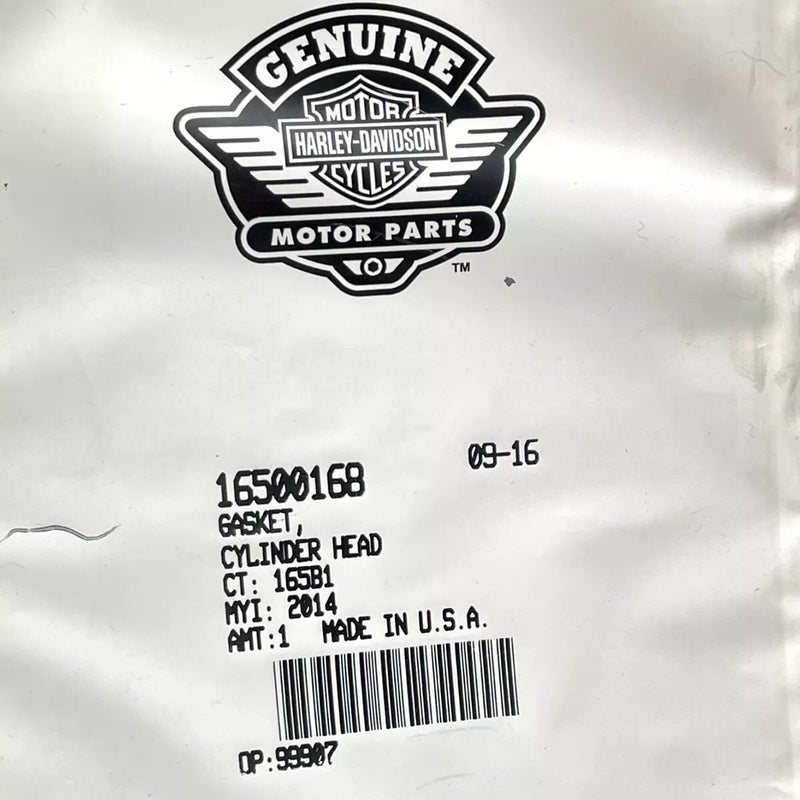 GENUINE
MOTOR
HARLEY-DAVIDSON
CYCLES
MOTOR PARTS
TM
09-16
16500168
GASKET,
CYLINDER HEAD
CT: 165B1
MYI: 2014
AMT:1 MADE IN U.S.A.
OP:99907